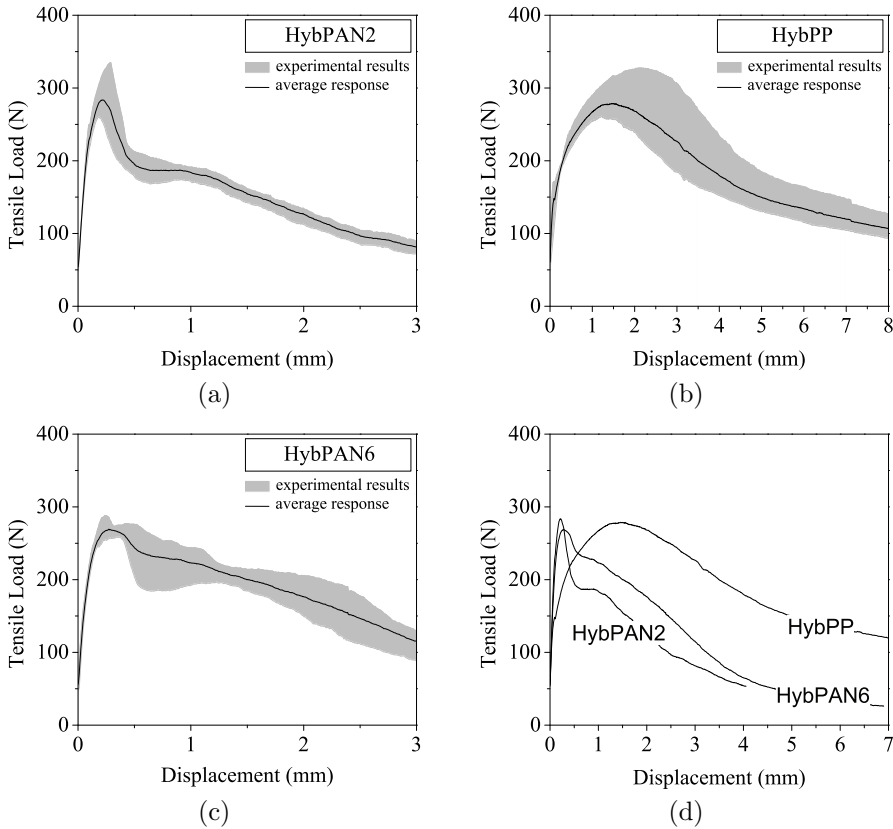 HybPAN2
experimental results
average response
400
300
200
100
0
Tensile Load (N)
0 1 2 3
Displacement (mm)
(a)
HybPP
experimental results
average response
400
300
200
100
0
Tensile Load (N)
0 1 2 3 4 5 6 7 8
Displacement (mm)
(b)
HybPAN6
experimental results
average response
400
300
200
100
0
Tensile Load (N)
0 1 2 3
Displacement (mm)
(c)
400
300
200
100
0
Tensile Load (N)
HybPP
HybPAN2
HybPAN6
0 1 2 3 4 5 6 7
Displacement (mm)
(d)